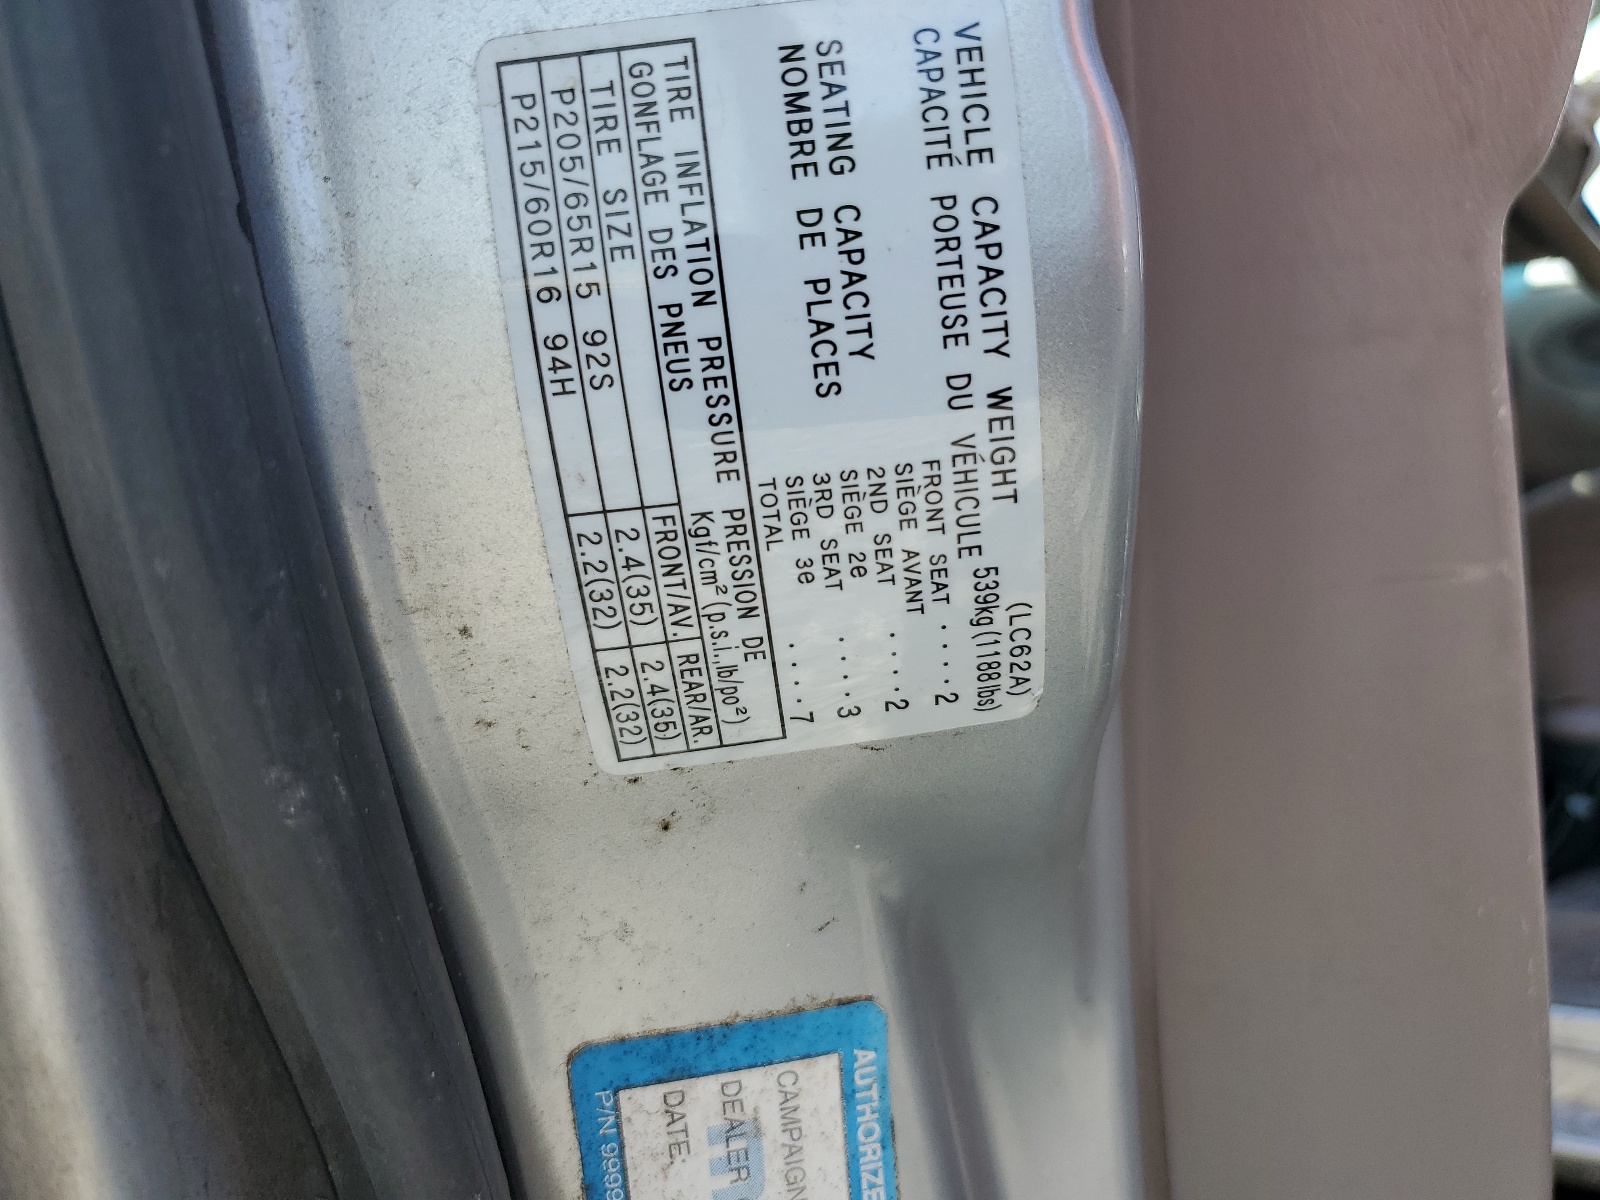 (LC62A)
VEHICLE CAPACITY WEIGHT
CAPACITÉ PORTEUSE DU VÉHICULE 539kg(1188lbs)
SEATING CAPACITY
NOMBRE DE PLACES
FRONT SEAT ....2
SIÈGE AVANT
2ND SEAT ....2
SIÈGE 2e
3RD SEAT ....3
SIÈGE 3e
TOTAL ....7
TIRE INFLATION PRESSURE PRESSION DE
GONFLAGE DES PNEUS Kgf/cm²(p.s.i.,lb/po²)
TIRE SIZE FRONT/AV. REAR/AR.
P205/65R15 92S 2.4(35) 2.4(35)
P215/60R16 94H 2.2(32) 2.2(32)
AUTHORIZE
CAMPAIGN
DEALER
DATE:
P/N 9999